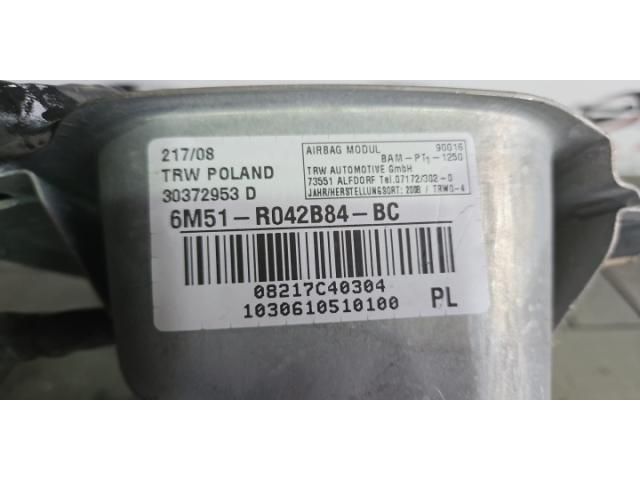 217/08
TRW POLAND
30372953 D
AIRBAG MODUL 90016
BAM-PT1-1250
TRW AUTOMOTIVE GmbH
73551 ALFDORF Tel.07172/302-0
JAHR/HERSTELLUNGSORT: 2008 / TRWO-4
6M51-R042B84-BC
08217C40304
1030610510100 PL